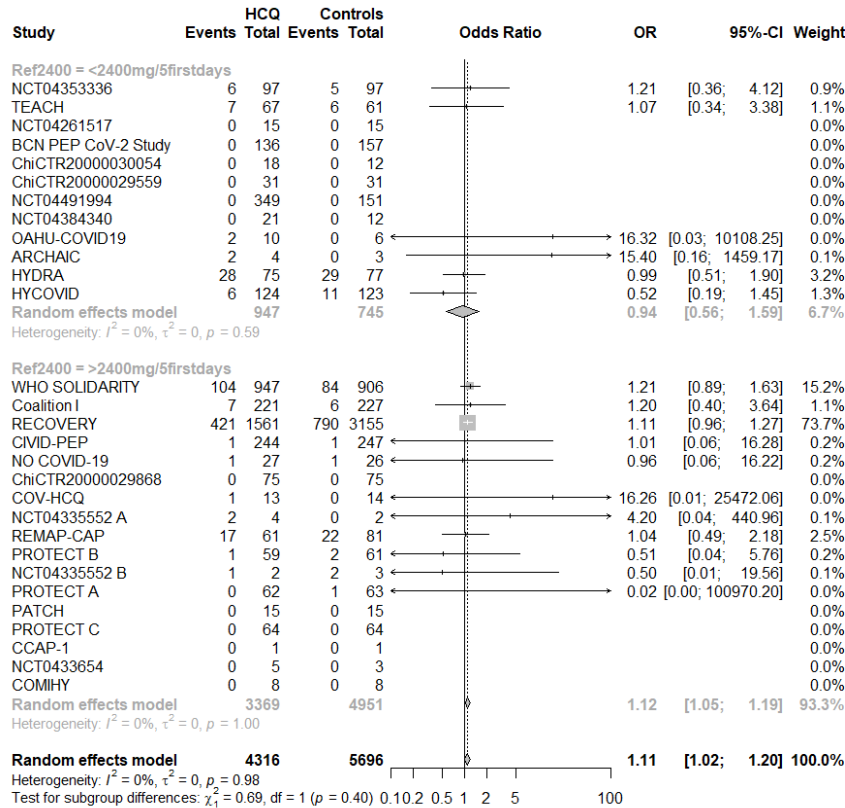 HCQ Controls
Study Events Total Events Total Odds Ratio OR 95%-CI Weight
Ref2400 = <2400mg/5firstdays
NCT04353336 6 97 5 97 1.21 [0.36; 4.12] 0.9%
TEACH 7 67 6 61 1.07 [0.34; 3.38] 1.1%
NCT04261517 0 15 0 15 0.0%
BCN PEP CoV-2 Study 0 136 0 157 0.0%
ChiCTR20000030054 0 18 0 12 0.0%
ChiCTR20000029559 0 31 0 31 0.0%
NCT04491994 0 349 0 151 0.0%
NCT04384340 0 21 0 12 0.0%
OAHU-COVID19 2 10 0 6 16.32 [0.03; 10108.25] 0.0%
ARCHAIC 2 4 0 3 15.40 [0.16; 1459.17] 0.1%
HYDRA 28 75 29 77 0.99 [0.51; 1.90] 3.2%
HYCOVID 6 124 11 123 0.52 [0.19; 1.45] 1.3%
Random effects model 947 745 0.94 [0.56; 1.59] 6.7%
Heterogeneity: I² = 0%, τ² = 0, p = 0.59
Ref2400 = >2400mg/5firstdays
WHO SOLIDARITY 104 947 84 906 1.21 [0.89; 1.63] 15.2%
Coalition I 7 221 6 227 1.20 [0.40; 3.64] 1.1%
RECOVERY 421 1561 790 3155 1.11 [0.96; 1.27] 73.7%
CIVID-PEP 1 244 1 247 1.01 [0.06; 16.28] 0.2%
NO COVID-19 1 27 1 26 0.96 [0.06; 16.22] 0.2%
ChiCTR20000029868 0 75 0 75 0.0%
COV-HCQ 1 13 0 14 16.26 [0.01; 25472.06] 0.0%
NCT04335552 A 2 4 0 2 4.20 [0.04; 440.96] 0.1%
REMAP-CAP 17 61 22 81 1.04 [0.49; 2.18] 2.4%
PROTECT B 1 59 2 61 0.51 [0.04; 5.76] 0.2%
NCT04335552 B 1 2 2 3 0.50 [0.01; 19.56] 0.1%
PROTECT A 0 62 1 63 0.02 [0.00; 100970.20] 0.0%
PATCH 0 15 0 15 0.0%
PROTECT C 0 64 0 64 0.0%
CCAP-1 0 1 0 1 0.0%
NCT0433654 0 5 0 3 0.0%
COMIHY 0 8 0 8 0.0%
Random effects model 3369 4951 1.12 [1.05; 1.19] 93.3%
Heterogeneity: I² = 0%, τ² = 0, p = 1.00
Random effects model 4316 5696 1.11 [1.02; 1.20] 100.0%
Heterogeneity: I² = 0%, τ² = 0, p = 0.98
Test for subgroup differences: χ²₁ = 0.69, df = 1 (p = 0.40) 0.1 0.2 0.5 1 2 5 100